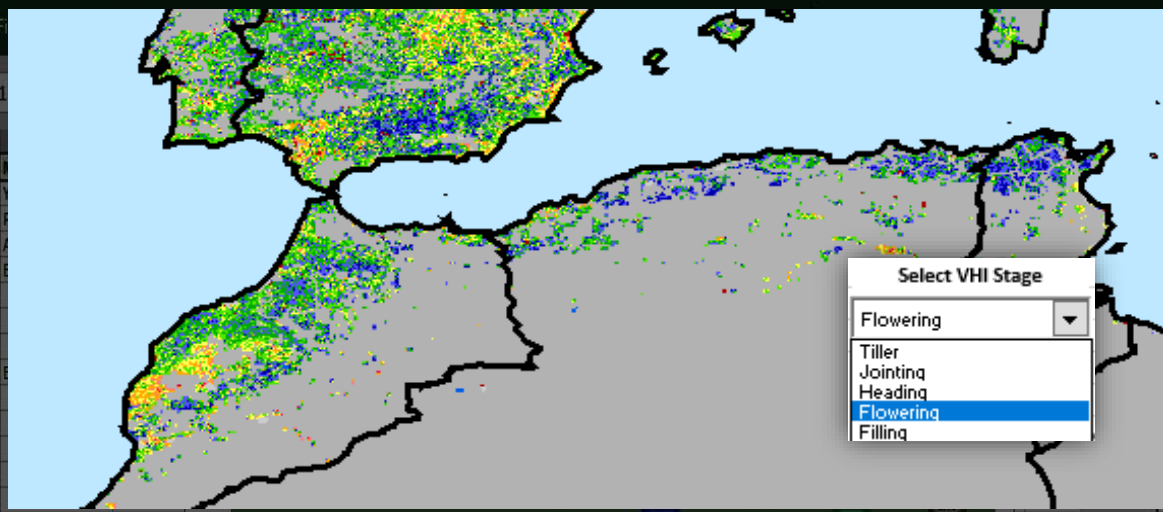 Select VHI Stage
Flowering
Tiller
Jointing
Heading
Flowering
Filling